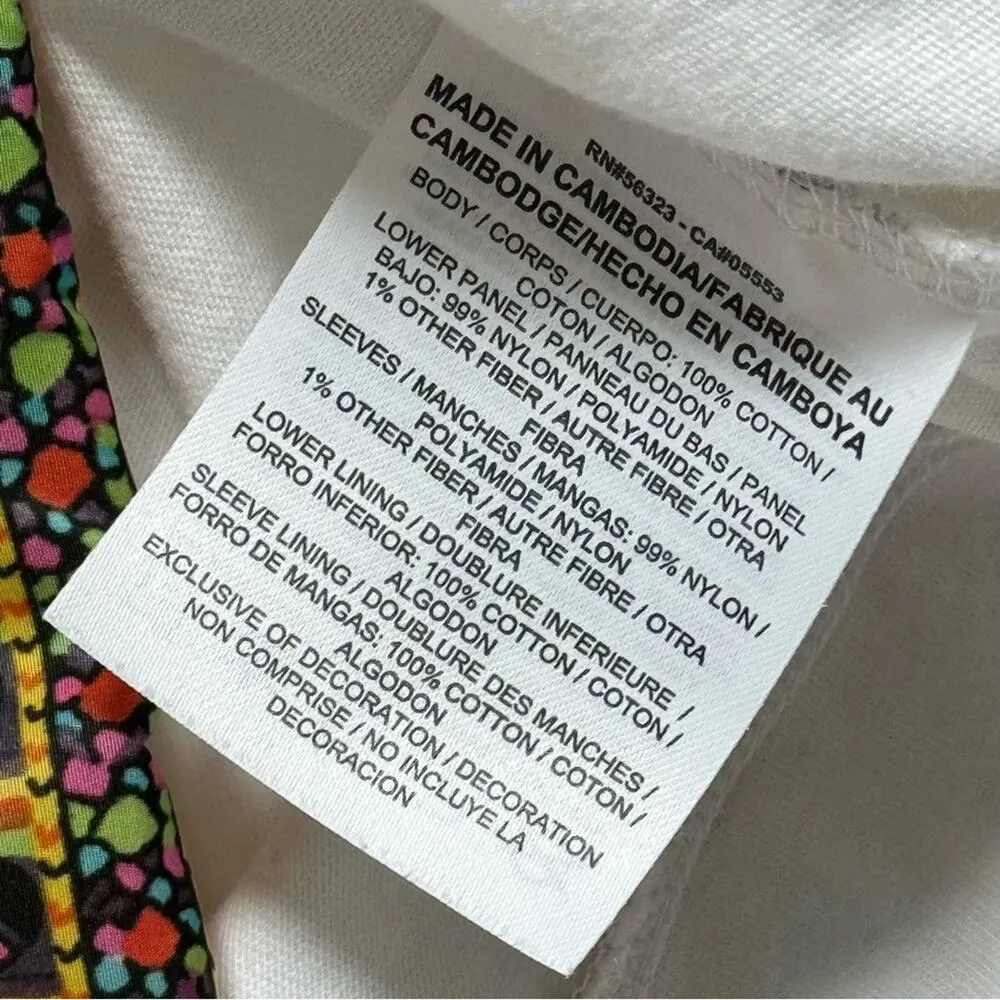 RN#56323 - CA#05553
MADE IN CAMBODIA/FABRIQUE AU
CAMBODGE/HECHO EN CAMBOYA
BODY / CORPS / CUERPO: 100% COTTON /
COTON / ALGODON
LOWER PANEL / PANNEAU DU BAS / PANEL
BAJO: 99% NYLON / POLYAMIDE / NYLON
1% OTHER FIBER / AUTRE FIBRE / OTRA
FIBRA
SLEEVES / MANCHES / MANGAS: 99% NYLON /
POLYAMIDE / NYLON
1% OTHER FIBER / AUTRE FIBRE / OTRA
FIBRA
LOWER LINING / DOUBLURE INFERIEURE /
FORRO INFERIOR: 100% COTTON / COTON /
ALGODON
SLEEVE LINING / DOUBLURE DES MANCHES /
FORRO DE MANGAS: 100% COTTON / COTON /
ALGODON
EXCLUSIVE OF DECORATION / DECORATION
NON COMPRISE / NO INCLUYE LA
DECORACION